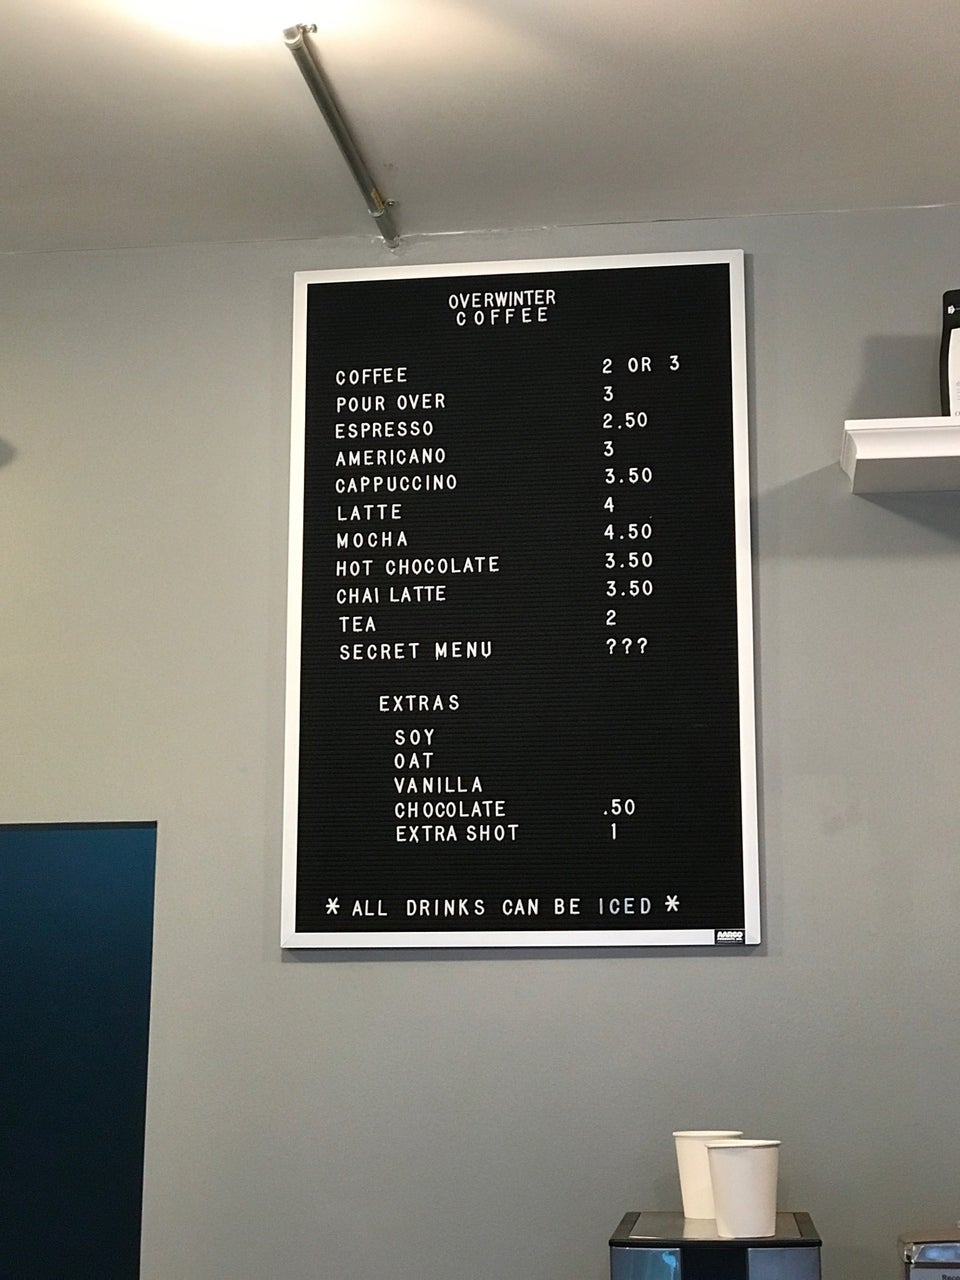 OVERWINTER
COFFEE
COFFEE 2 OR 3
POUR OVER 3
ESPRESSO 2.50
AMERICANO 3
CAPPUCCINO 3.50
LATTE 4
MOCHA 4.50
HOT CHOCOLATE 3.50
CHAI LATTE 3.50
TEA 2
SECRET MENU ???
EXTRAS
SOY
OAT
VANILLA
CHOCOLATE .50
EXTRA SHOT 1
* ALL DRINKS CAN BE ICED *
AARCO